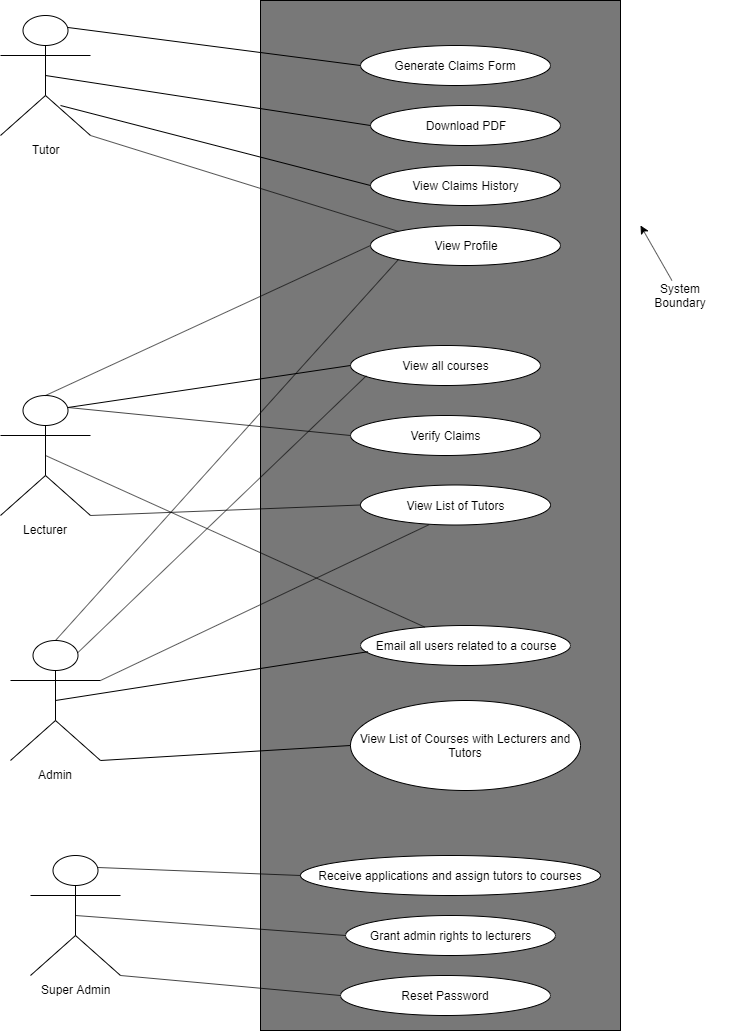 Generate Claims Form
Download PDF
Tutor
View Claims History
View Profile
System
Boundary
View all courses
Verify Claims
View List of Tutors
Lecturer
Email all users related to a course
View List of Courses with Lecturers and
Tutors
Admin
Receive applications and assign tutors to courses
Grant admin rights to lecturers
Super Admin
Reset Password